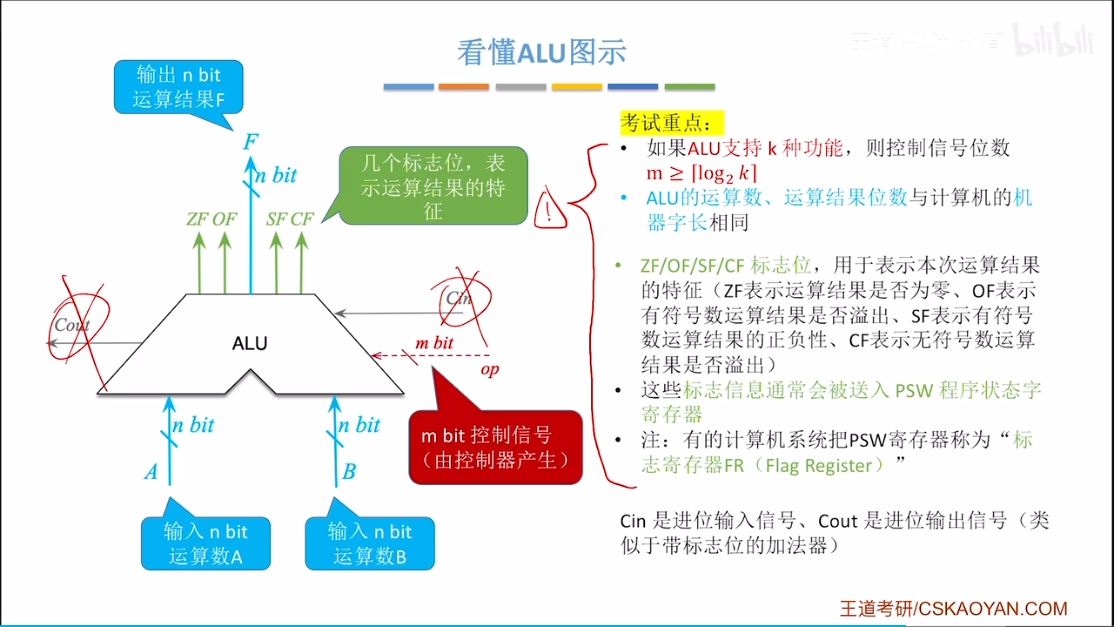 看懂ALU图示
bilibili
输出 n bit
运算结果F
F
n bit
几个标志位，表
示运算结果的特
征
ZF OF SF CF
Cout
Cin
ALU
m bit
op
n bit
n bit
A
B
m bit 控制信号
（由控制器产生）
输入 n bit
运算数A
输入 n bit
运算数B
!
考试重点：
• 如果ALU支持 k 种功能，则控制信号位数
m ≥ ⌈log₂ k⌉
• ALU的运算数、运算结果位数与计算机的机
器字长相同
• ZF/OF/SF/CF 标志位，用于表示本次运算结果
的特征（ZF表示运算结果是否为零、OF表示
有符号数运算结果是否溢出、SF表示有符号
数运算结果的正负性、CF表示无符号数运算
结果是否溢出）
• 这些标志信息通常会被送入 PSW 程序状态字
寄存器
• 注：有的计算机系统把PSW寄存器称为“标
志寄存器FR（Flag Register）”
Cin 是进位输入信号、Cout 是进位输出信号（类
似于带标志位的加法器）
王道考研/CSKAOYAN.COM